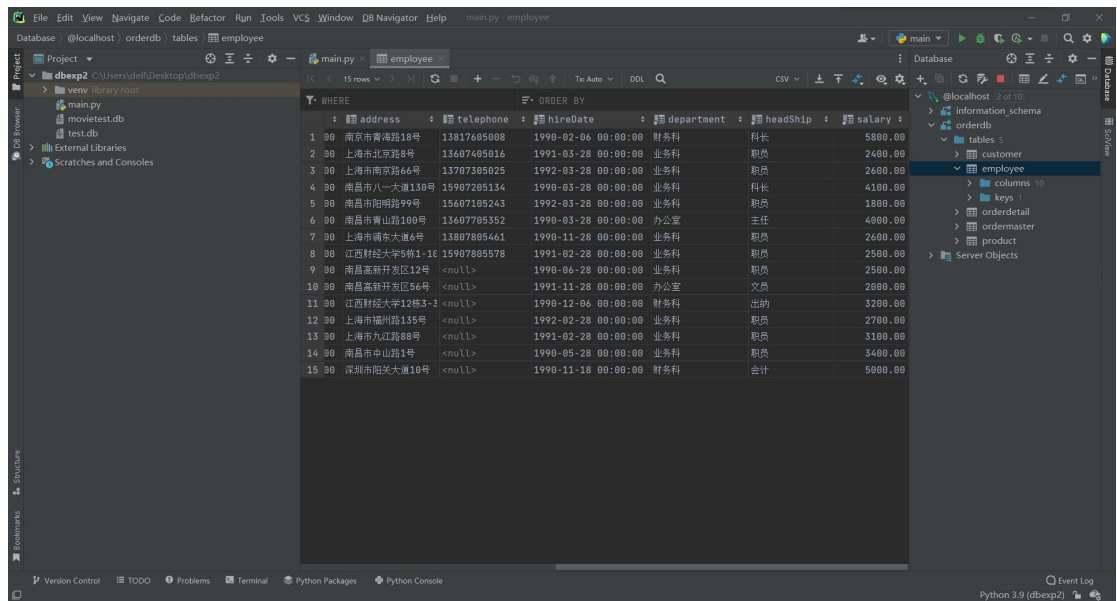 File Edit View Navigate Code Refactor Run Tools VCS Window DB Navigator Help main.py - employee
Database @localhost orderdb tables employee main
Project main.py employee Database
dbexp2 C:\Users\dell\Desktop\dbexp2 15 rows Tx: Auto DDL CSV
venv library root WHERE ORDER BY @localhost 2 of 10
main.py information_schema
movietest.db address telephone hireDate department headShip salary orderdb
test.db tables 5
External Libraries customer
Scratches and Consoles employee
columns 10
keys 1
orderdetail
ordermaster
product
Server Objects
1 00 南京市青海路18号 13817605008 1990-02-06 00:00:00 财务科 科长 5800.00
2 00 上海市北京路8号 13607405016 1991-03-28 00:00:00 业务科 职员 2400.00
3 00 上海市南京路66号 13707305025 1992-03-28 00:00:00 业务科 职员 2600.00
4 00 南昌市八一大道130号 15907205134 1990-03-28 00:00:00 业务科 科长 4100.00
5 00 南昌市阳明路99号 15607105243 1992-03-28 00:00:00 业务科 职员 1800.00
6 00 南昌市青山路100号 13607705352 1990-03-28 00:00:00 办公室 主任 4000.00
7 00 上海市浦东大道6号 13807805461 1990-11-28 00:00:00 业务科 职员 2600.00
8 00 江西财经大学5栋1-10 15907805578 1991-02-28 00:00:00 业务科 职员 2500.00
9 00 南昌高新开发区12号 <null> 1990-06-28 00:00:00 业务科 职员 2500.00
10 00 南昌高新开发区56号 <null> 1991-11-28 00:00:00 办公室 文员 2000.00
11 00 江西财经大学12栋3-3 <null> 1990-12-06 00:00:00 财务科 出纳 3200.00
12 00 上海市福州路135号 <null> 1992-02-28 00:00:00 业务科 职员 2700.00
13 00 上海市九江路88号 <null> 1991-02-28 00:00:00 业务科 职员 3100.00
14 00 南昌市中山路1号 <null> 1990-05-28 00:00:00 业务科 职员 3400.00
15 00 深圳市阳关大道10号 <null> 1990-11-18 00:00:00 财务科 会计 5000.00
Project
DB Browser
Structure
Bookmarks
Database
SciView
Version Control TODO Problems Terminal Python Packages Python Console Event Log
Python 3.9 (dbexp2)